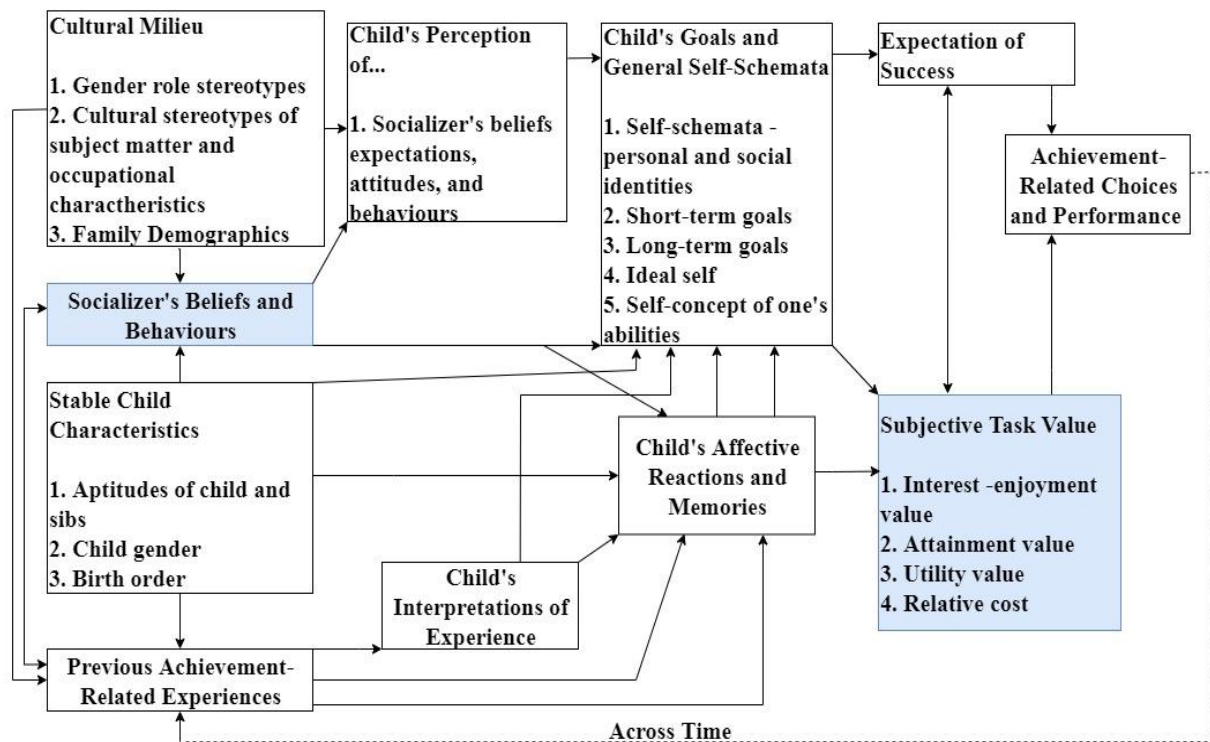 Cultural Milieu
1. Gender role stereotypes
2. Cultural stereotypes of
subject matter and
occupational
charactheristics
3. Family Demographics
Child's Perception
of...
1. Socializer's beliefs
expectations,
attitudes, and
behaviours
Child's Goals and
General Self-Schemata
1. Self-schemata -
personal and social
identities
2. Short-term goals
3. Long-term goals
4. Ideal self
5. Self-concept of one's
abilities
Expectation of
Success
Achievement-
Related Choices
and Performance
Socializer's Beliefs and
Behaviours
Stable Child
Characteristics
1. Aptitudes of child and
sibs
2. Child gender
3. Birth order
Child's Affective
Reactions and
Memories
Subjective Task Value
1. Interest -enjoyment
value
2. Attainment value
3. Utility value
4. Relative cost
Child's
Interpretations of
Experience
Previous Achievement-
Related Experiences
Across Time